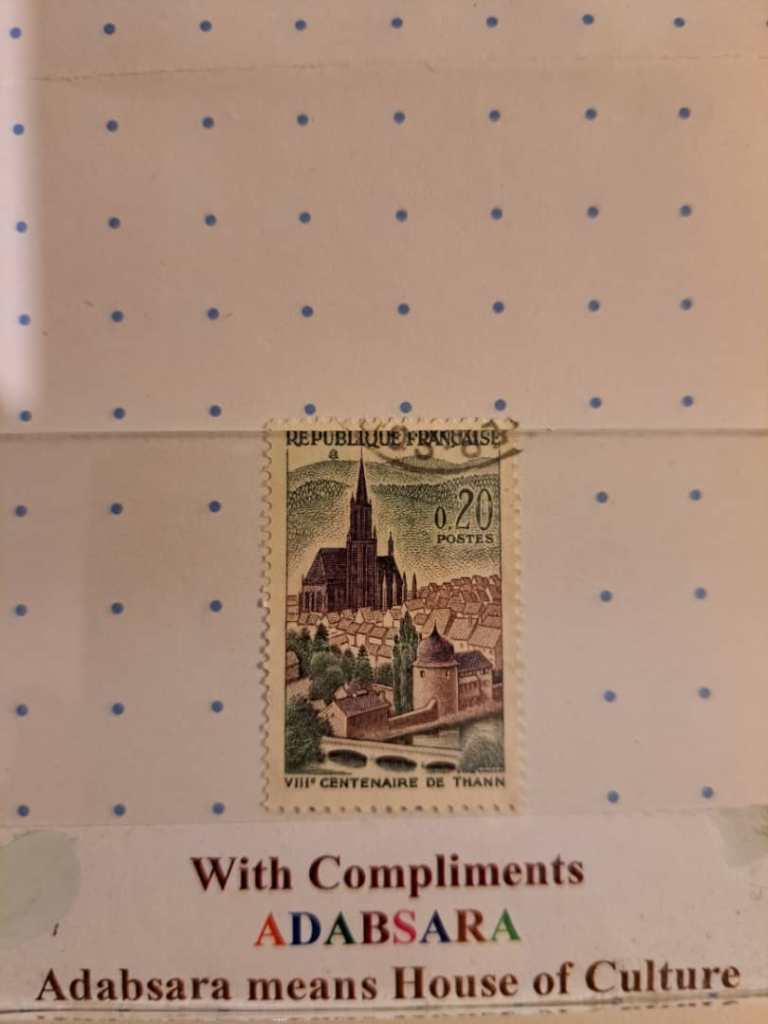 REPUBLIQUE FRANÇAISE
0.20
POSTES
VIIIᵉ CENTENAIRE DE THANN
With Compliments
ADABSARA
Adabsara means House of Culture